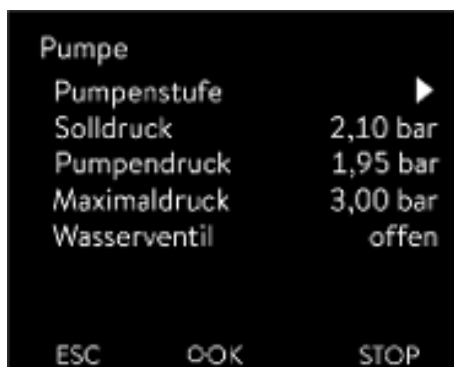 Pumpe
Pumpenstufe
Solldruck 2,10 bar
Pumpendruck 1,95 bar
Maximaldruck 3,00 bar
Wasserventil offen
ESC OK STOP